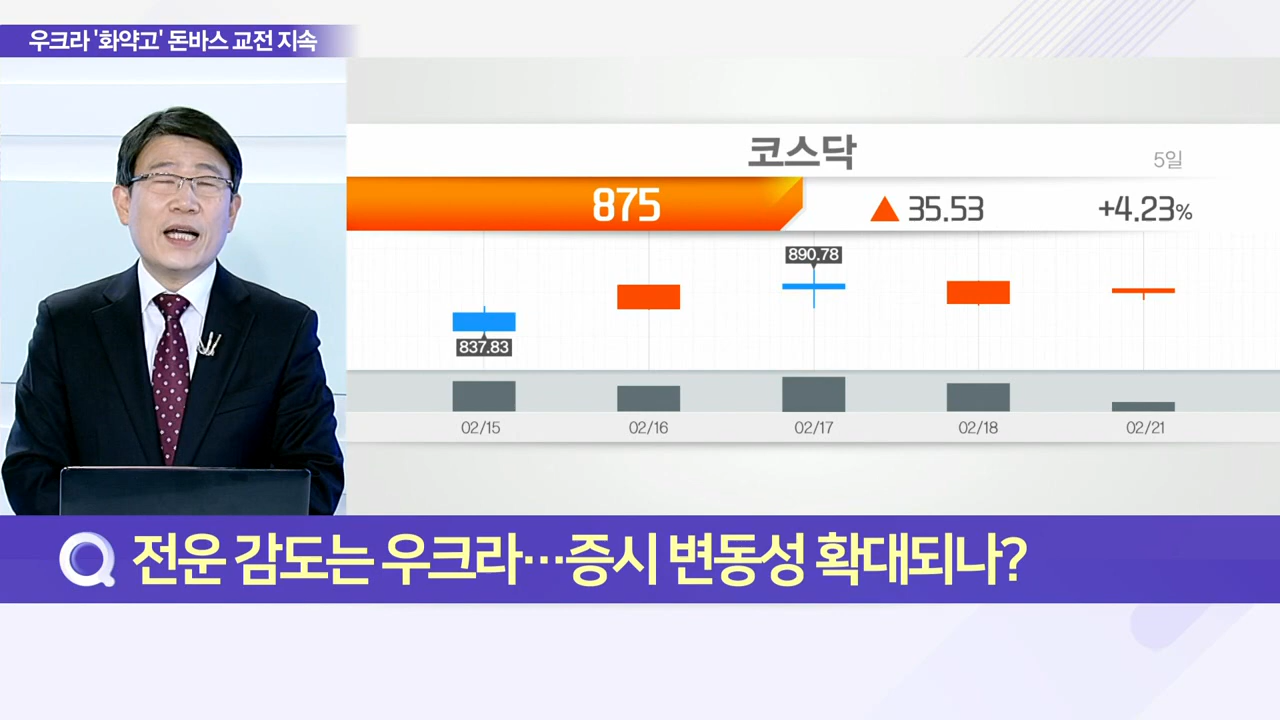 우크라 '화약고' 돈바스 교전 지속
코스닥
5일
875 ▲ 35.53 +4.23%
890.78
837.83
02/15 02/16 02/17 02/18 02/21
Q 전운 감도는 우크라…증시 변동성 확대되나?